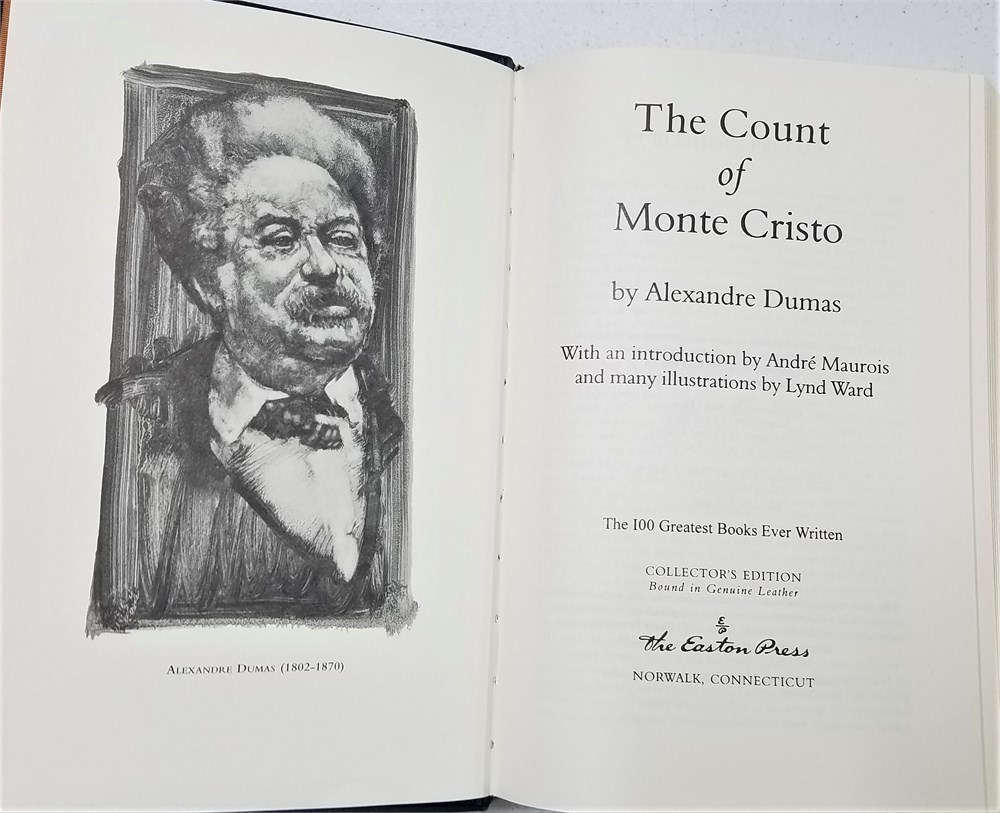 ALEXANDRE DUMAS (1802-1870)
The Count
of
Monte Cristo
by Alexandre Dumas
With an introduction by André Maurois
and many illustrations by Lynd Ward
The 100 Greatest Books Ever Written
COLLECTOR'S EDITION
Bound in Genuine Leather
E
P
The Easton Press
NORWALK, CONNECTICUT